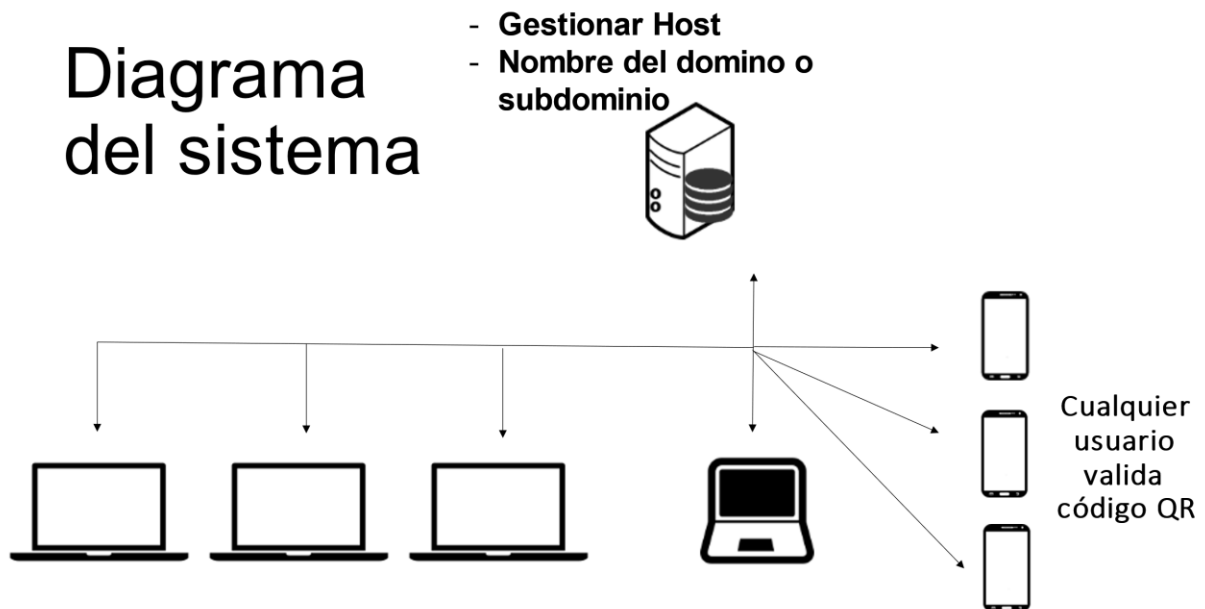 Diagrama
del sistema
- Gestionar Host
- Nombre del domino o
subdominio
Cualquier
usuario
valida
código QR